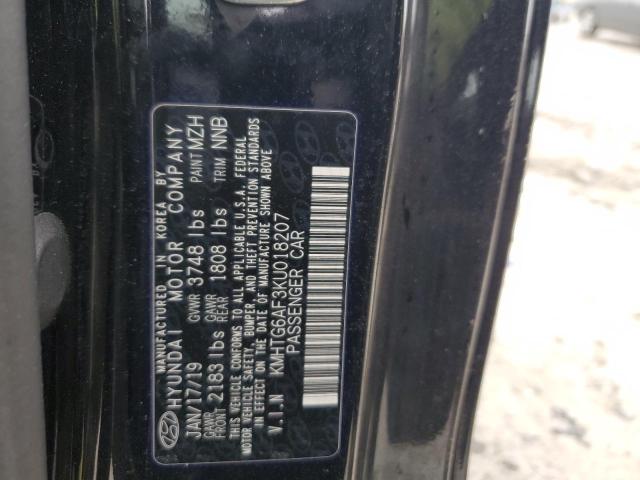 MANUFACTURED IN KOREA BY
HYUNDAI MOTOR COMPANY
JAN/17/19 GVWR 3748 lbs PAINT MZH
GAWR FRONT 2183 lbs GAWR REAR 1808 lbs TRIM NNB
THIS VEHICLE CONFORMS TO ALL APPLICABLE U.S.A. FEDERAL
MOTOR VEHICLE SAFETY, BUMPER, AND THEFT PREVENTION STANDARDS
IN EFFECT ON THE DATE OF MANUFACTURE SHOWN ABOVE
V.I.N KMHTG6AF3KU018207
PASSENGER CAR